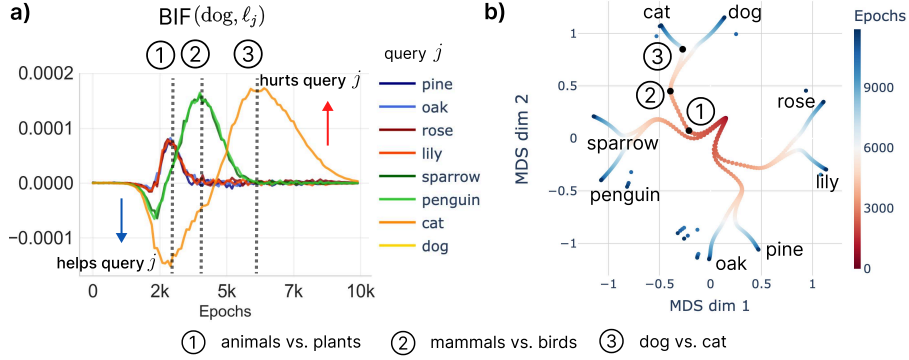 a)
BIF(dog, ℓj)
1
2
3
hurts query j
0.0002
0.0001
0.0000
−0.0001
helps query j
0
2k
5k
7k
10k
Epochs
query j
pine
oak
rose
lily
sparrow
penguin
cat
dog
b)
cat
dog
3
2
1
rose
sparrow
penguin
lily
oak
pine
MDS dim 2
1
0.5
0
−0.5
−1
−1
−0.5
0
0.5
1
MDS dim 1
Epochs
9000
6000
3000
0
1 animals vs. plants 2 mammals vs. birds 3 dog vs. cat